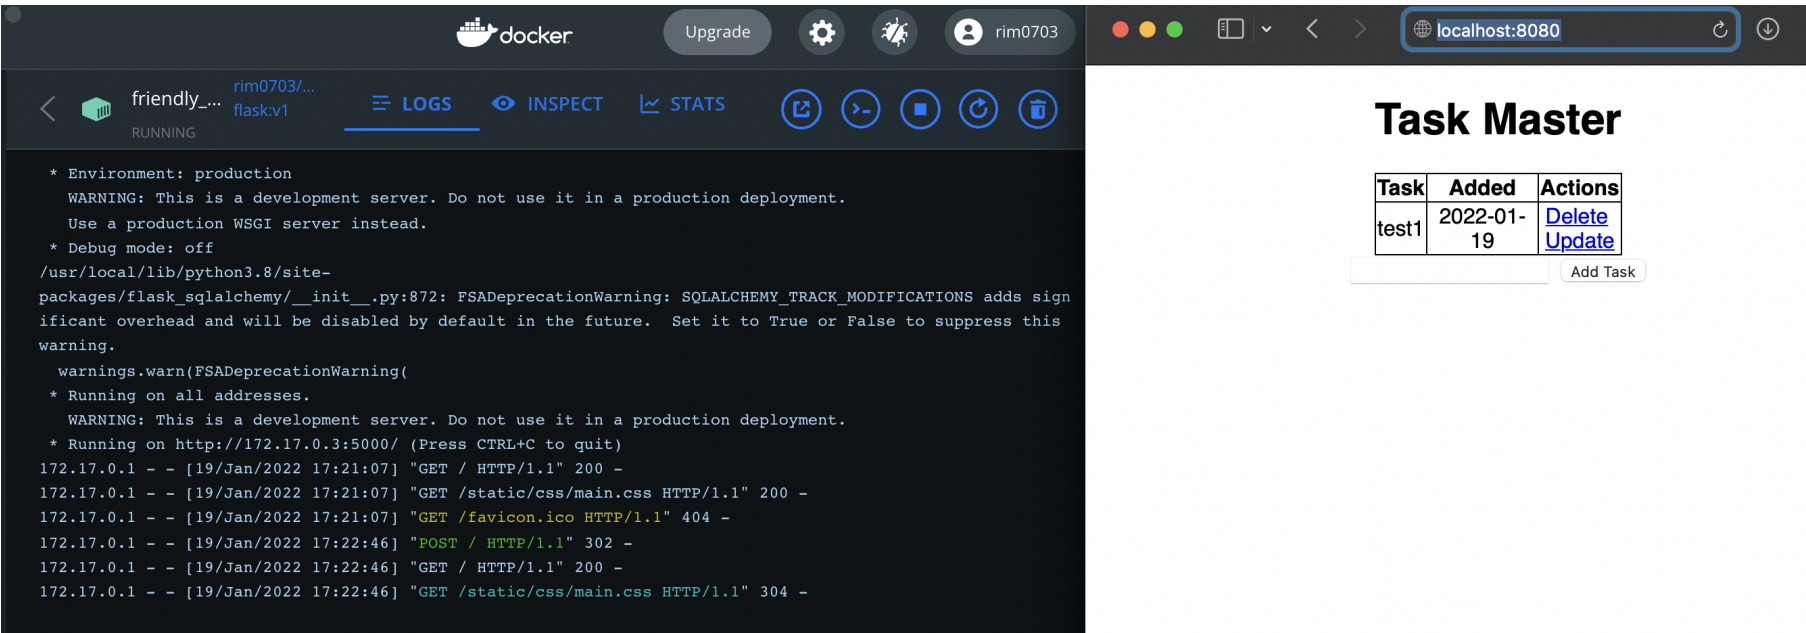 docker
Upgrade
rim0703
friendly_...
RUNNING
rim0703/...
flask:v1
LOGS
INSPECT
STATS
* Environment: production
WARNING: This is a development server. Do not use it in a production deployment.
Use a production WSGI server instead.
* Debug mode: off
/usr/local/lib/python3.8/site-
packages/flask_sqlalchemy/__init__.py:872: FSADeprecationWarning: SQLALCHEMY_TRACK_MODIFICATIONS adds sign
ificant overhead and will be disabled by default in the future.  Set it to True or False to suppress this
warning.
warnings.warn(FSADeprecationWarning(
* Running on all addresses.
WARNING: This is a development server. Do not use it in a production deployment.
* Running on http://172.17.0.3:5000/ (Press CTRL+C to quit)
172.17.0.1 - - [19/Jan/2022 17:21:07] "GET / HTTP/1.1" 200 -
172.17.0.1 - - [19/Jan/2022 17:21:07] "GET /static/css/main.css HTTP/1.1" 200 -
172.17.0.1 - - [19/Jan/2022 17:21:07] "GET /favicon.ico HTTP/1.1" 404 -
172.17.0.1 - - [19/Jan/2022 17:22:46] "POST / HTTP/1.1" 302 -
172.17.0.1 - - [19/Jan/2022 17:22:46] "GET / HTTP/1.1" 200 -
172.17.0.1 - - [19/Jan/2022 17:22:46] "GET /static/css/main.css HTTP/1.1" 304 -
localhost:8080
Task Master
Task Added Actions
test1 2022-01-
19
Delete
Update
Add Task